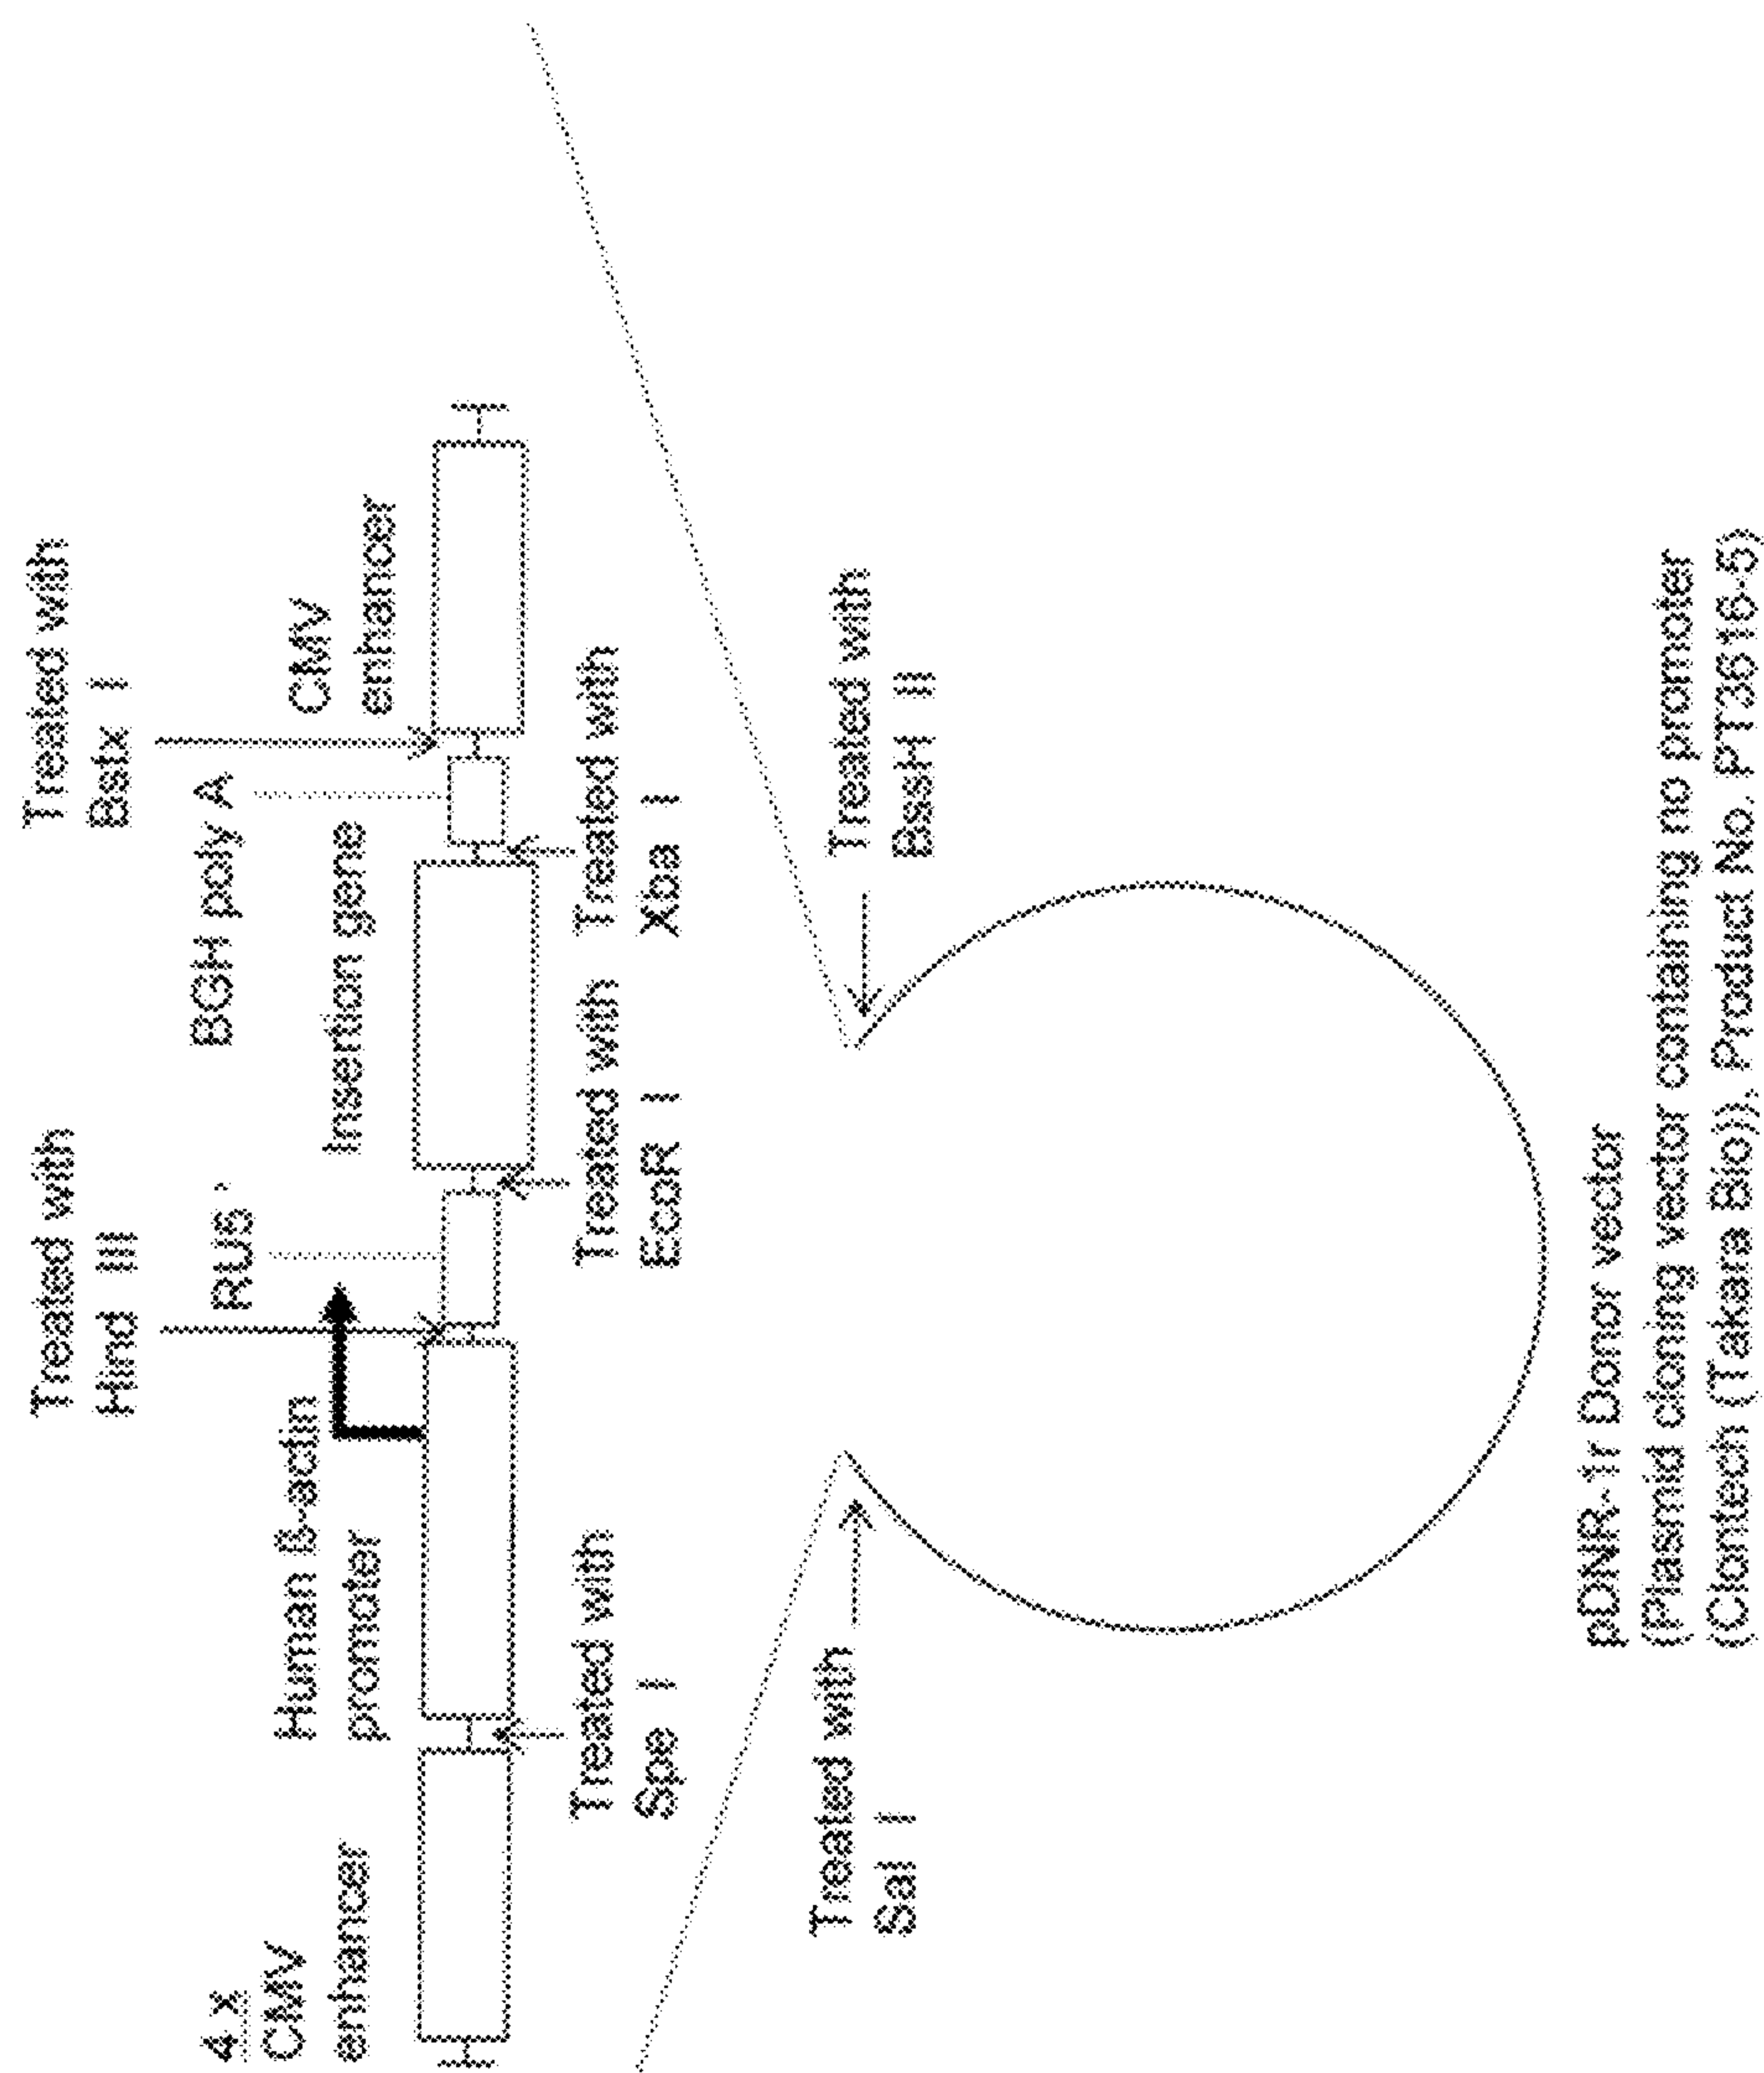 4 x
CMV
enhancer
Human ß-actin
promoter
Treated with
Hind III
RU5'
Insertion gene
BGH poly A
Treated with
Bstx I
CMV
enhancer
Treated with
Spe I
Treated with
EcoR I
Treated with
Xba I
Treated with
Sal I
Treated with
BssH II
pDNR-1r Donor vector
(Plasmid cloning vector containing no promoter
(Clontech (Takara Bio)), Product No. PT3616-5)